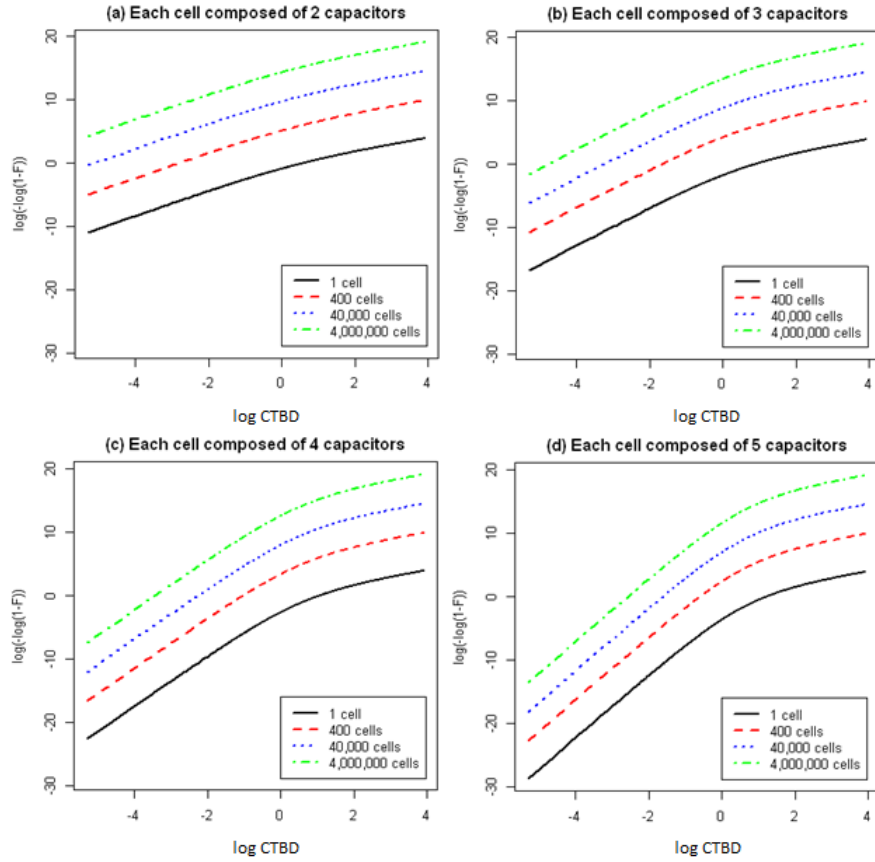 (a) Each cell composed of 2 capacitors
log(-log(1-F))
20
10
0
-10
-20
-30
1 cell
400 cells
40,000 cells
4,000,000 cells
-4
-2
0
2
4
log CTBD
(b) Each cell composed of 3 capacitors
log(-log(1-F))
20
10
0
-10
-20
-30
1 cell
400 cells
40,000 cells
4,000,000 cells
-4
-2
0
2
4
log CTBD
(c) Each cell composed of 4 capacitors
log(-log(1-F))
20
10
0
-10
-20
-30
1 cell
400 cells
40,000 cells
4,000,000 cells
-4
-2
0
2
4
log CTBD
(d) Each cell composed of 5 capacitors
log(-log(1-F))
20
10
0
-10
-20
-30
1 cell
400 cells
40,000 cells
4,000,000 cells
-4
-2
0
2
4
log CTBD